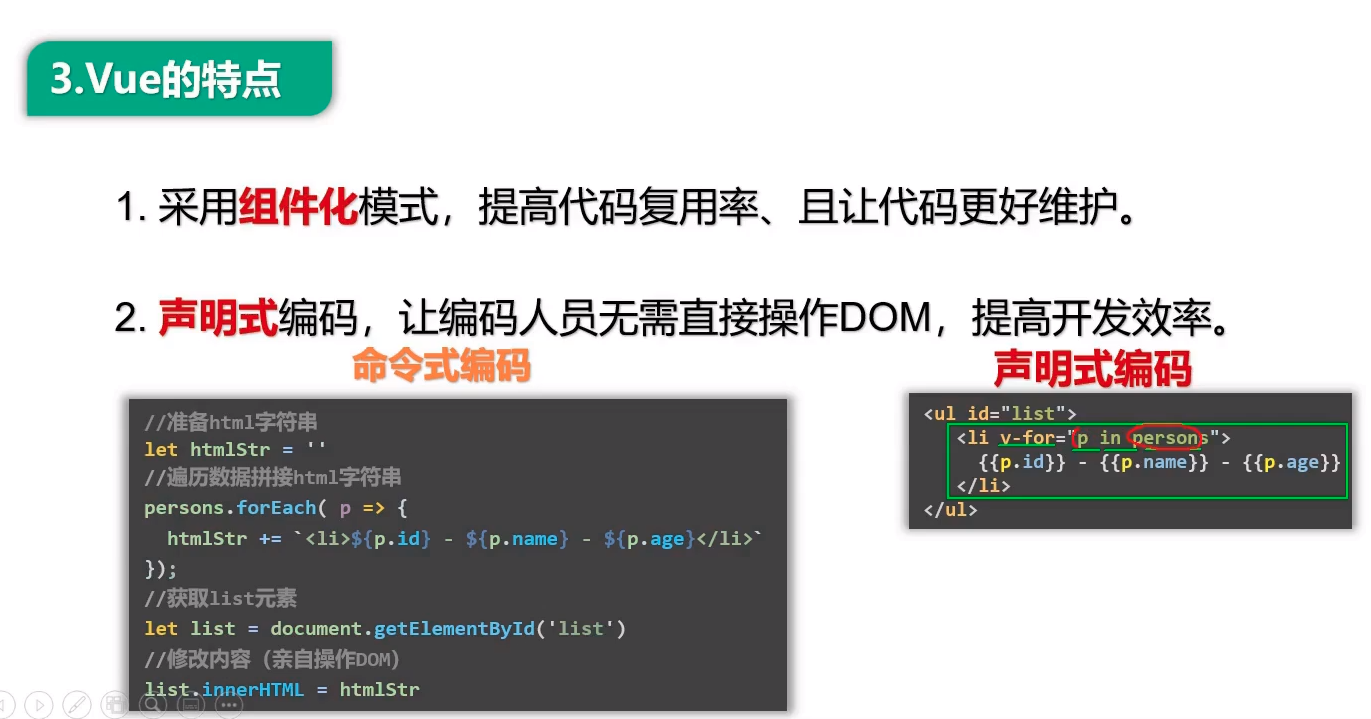 3.Vue的特点
1. 采用组件化模式，提高代码复用率、且让代码更好维护。
2. 声明式编码，让编码人员无需直接操作DOM，提高开发效率。
命令式编码
//准备html字符串
let htmlStr = ''
//遍历数据拼接html字符串
persons.forEach( p => {
htmlStr += `<li>${p.id} - ${p.name} - ${p.age}</li>`
});
//获取list元素
let list = document.getElementById('list')
//修改内容（亲自操作DOM）
list.innerHTML = htmlStr
声明式编码
<ul id="list">
<li v-for="p in persons">
{{p.id}} - {{p.name}} - {{p.age}}
</li>
</ul>